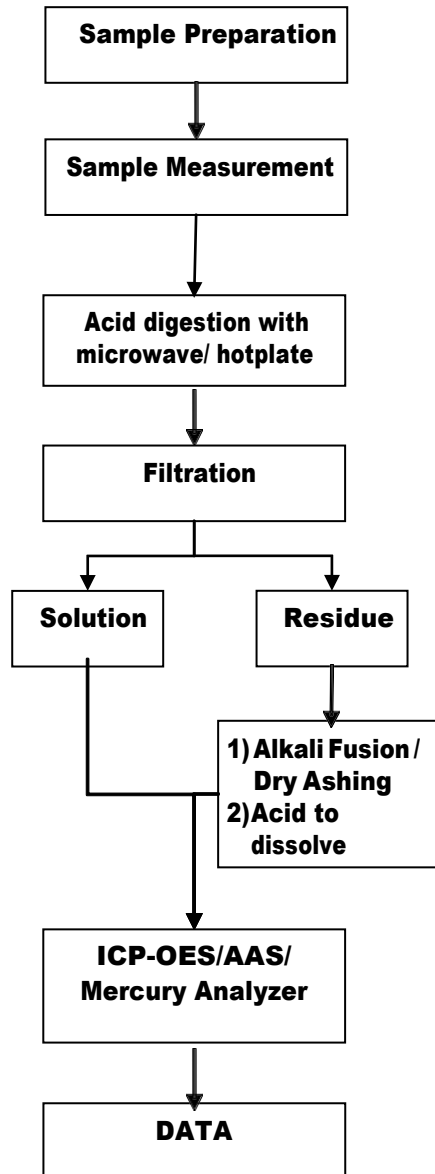 Sample Preparation
Sample Measurement
Acid digestion with
microwave/ hotplate
Filtration
Solution
Residue
1) Alkali Fusion /
Dry Ashing
2)Acid to
dissolve
ICP-OES/AAS/
Mercury Analyzer
DATA